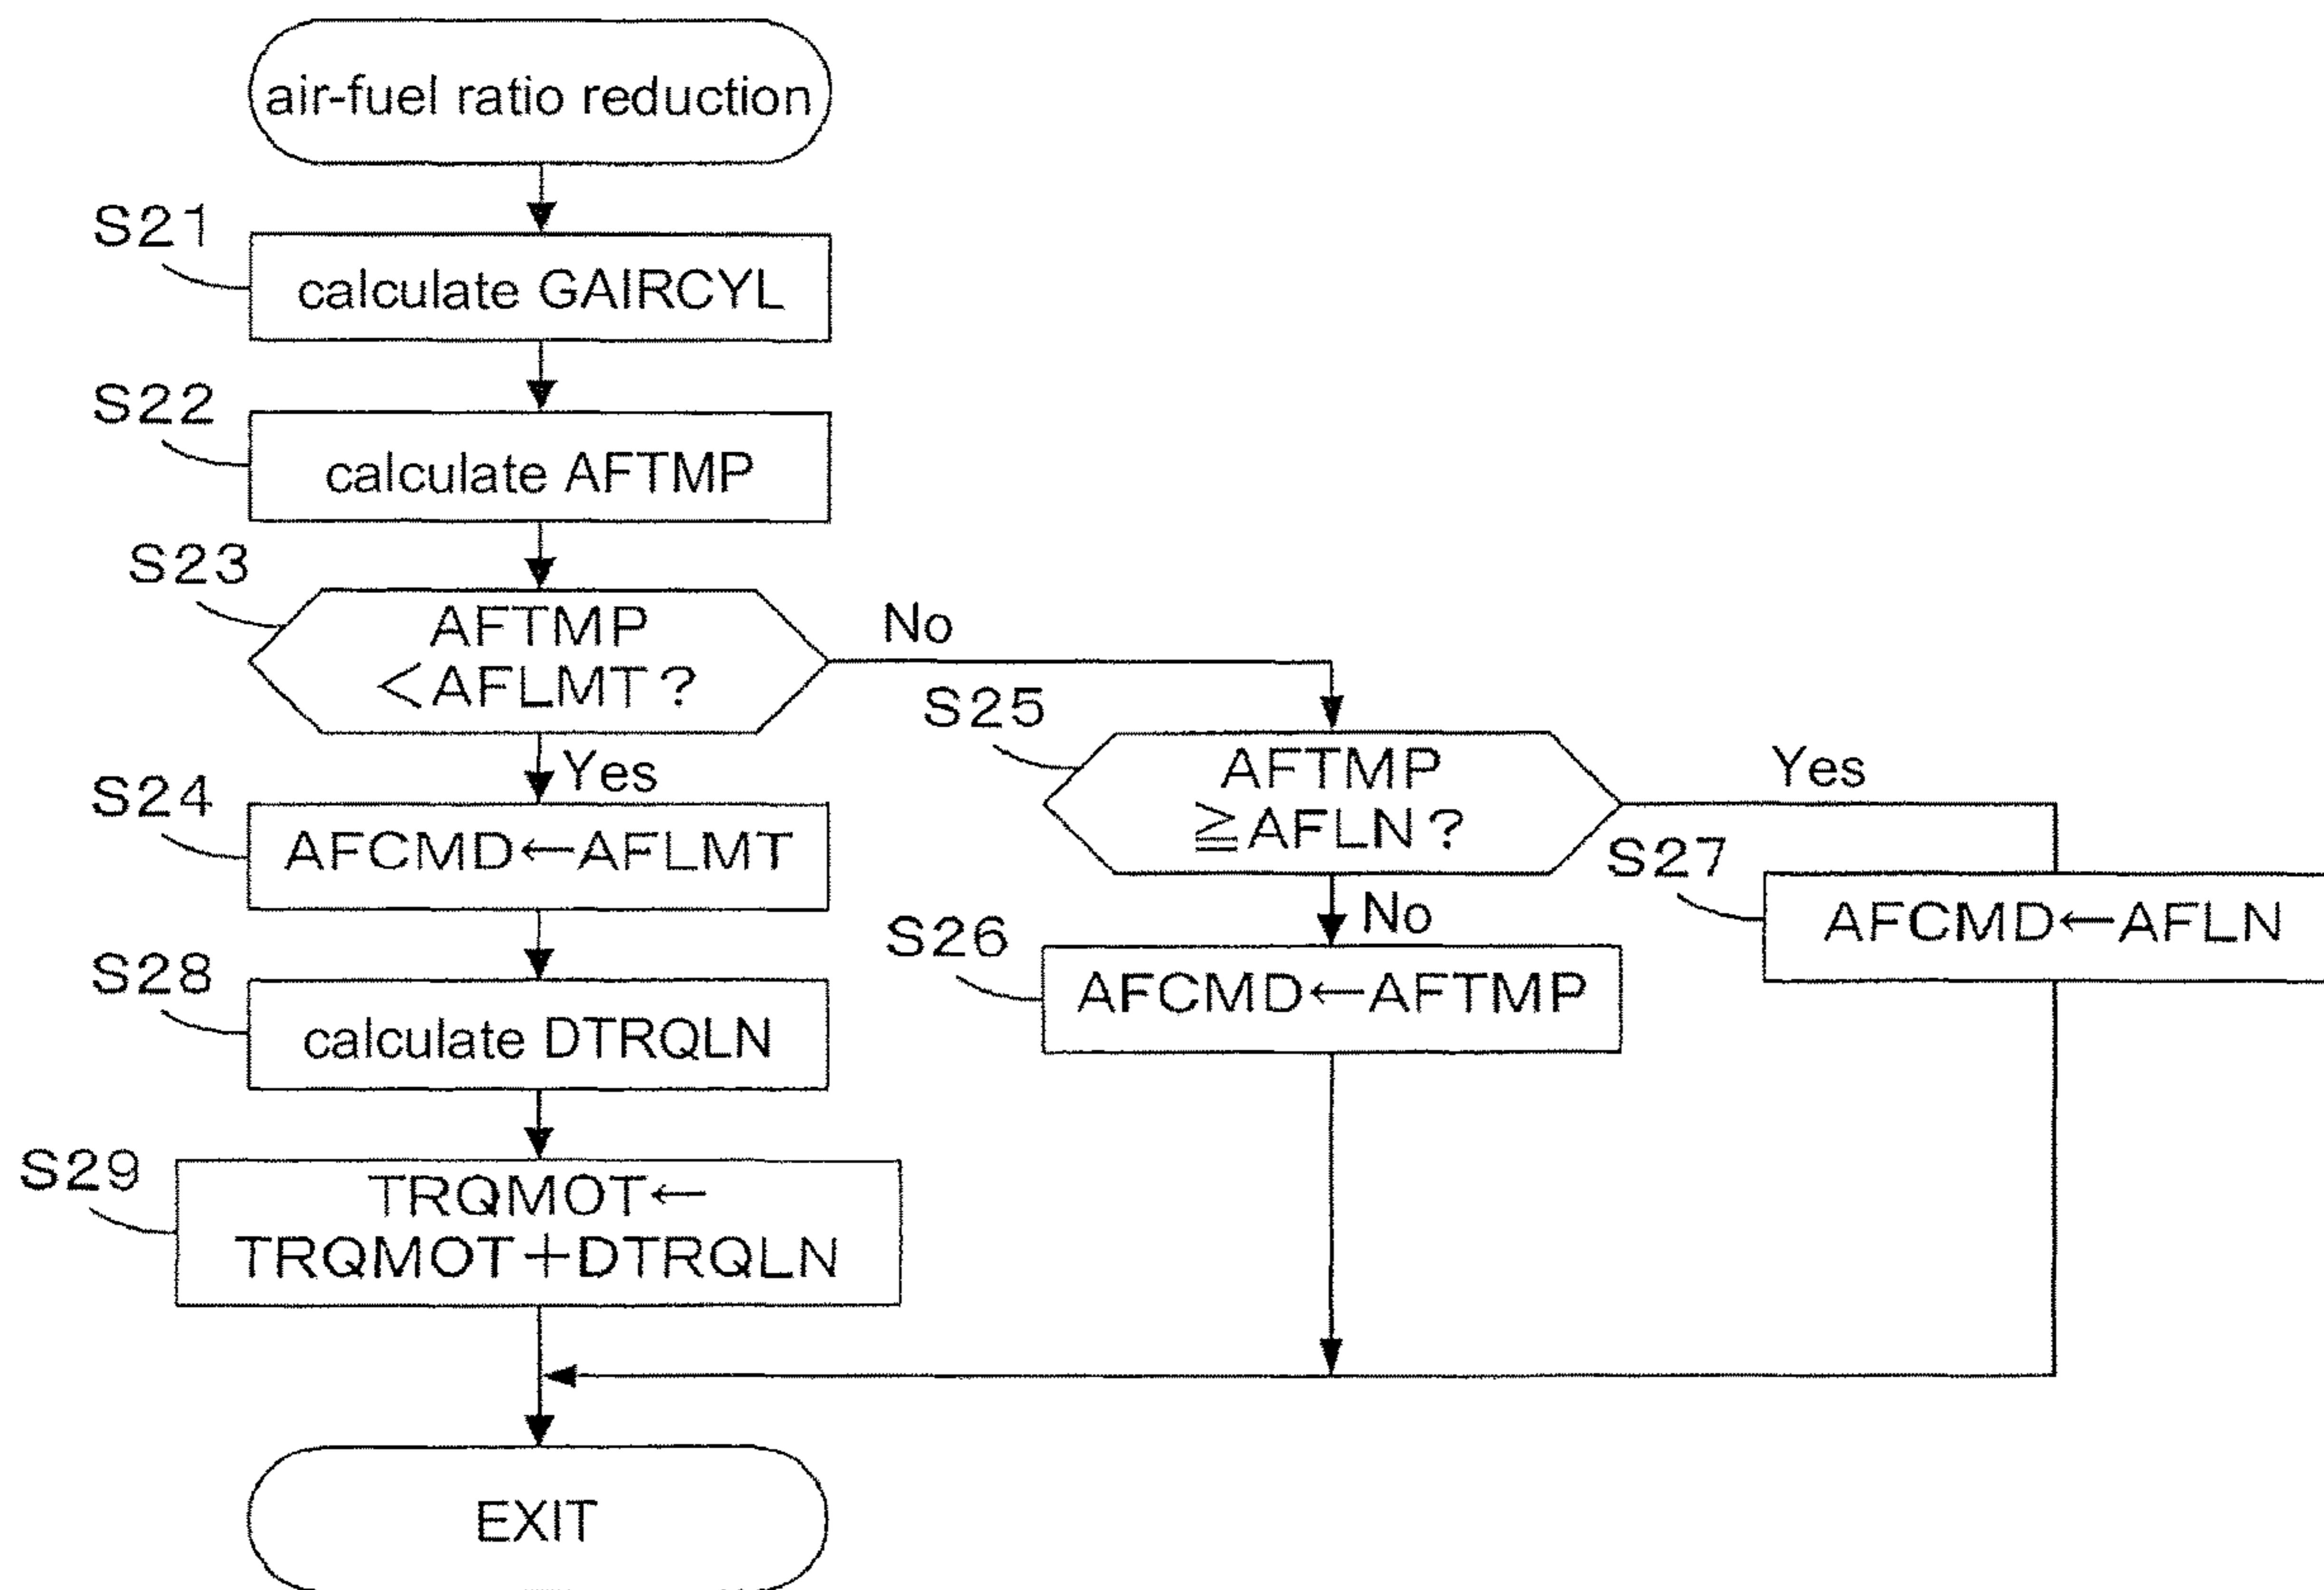 air-fuel ratio reduction
S21
calculate GAIRCYL
S22
calculate AFTMP
S23
AFTMP
<AFLMT?
No
Yes
S24
AFCMD←AFLMT
S25
AFTMP
≧AFLN?
Yes
No
S26
AFCMD←AFTMP
S27
AFCMD←AFLN
S28
calculate DTRQLN
S29
TRQMOT←
TRQMOT+DTRQLN
EXIT